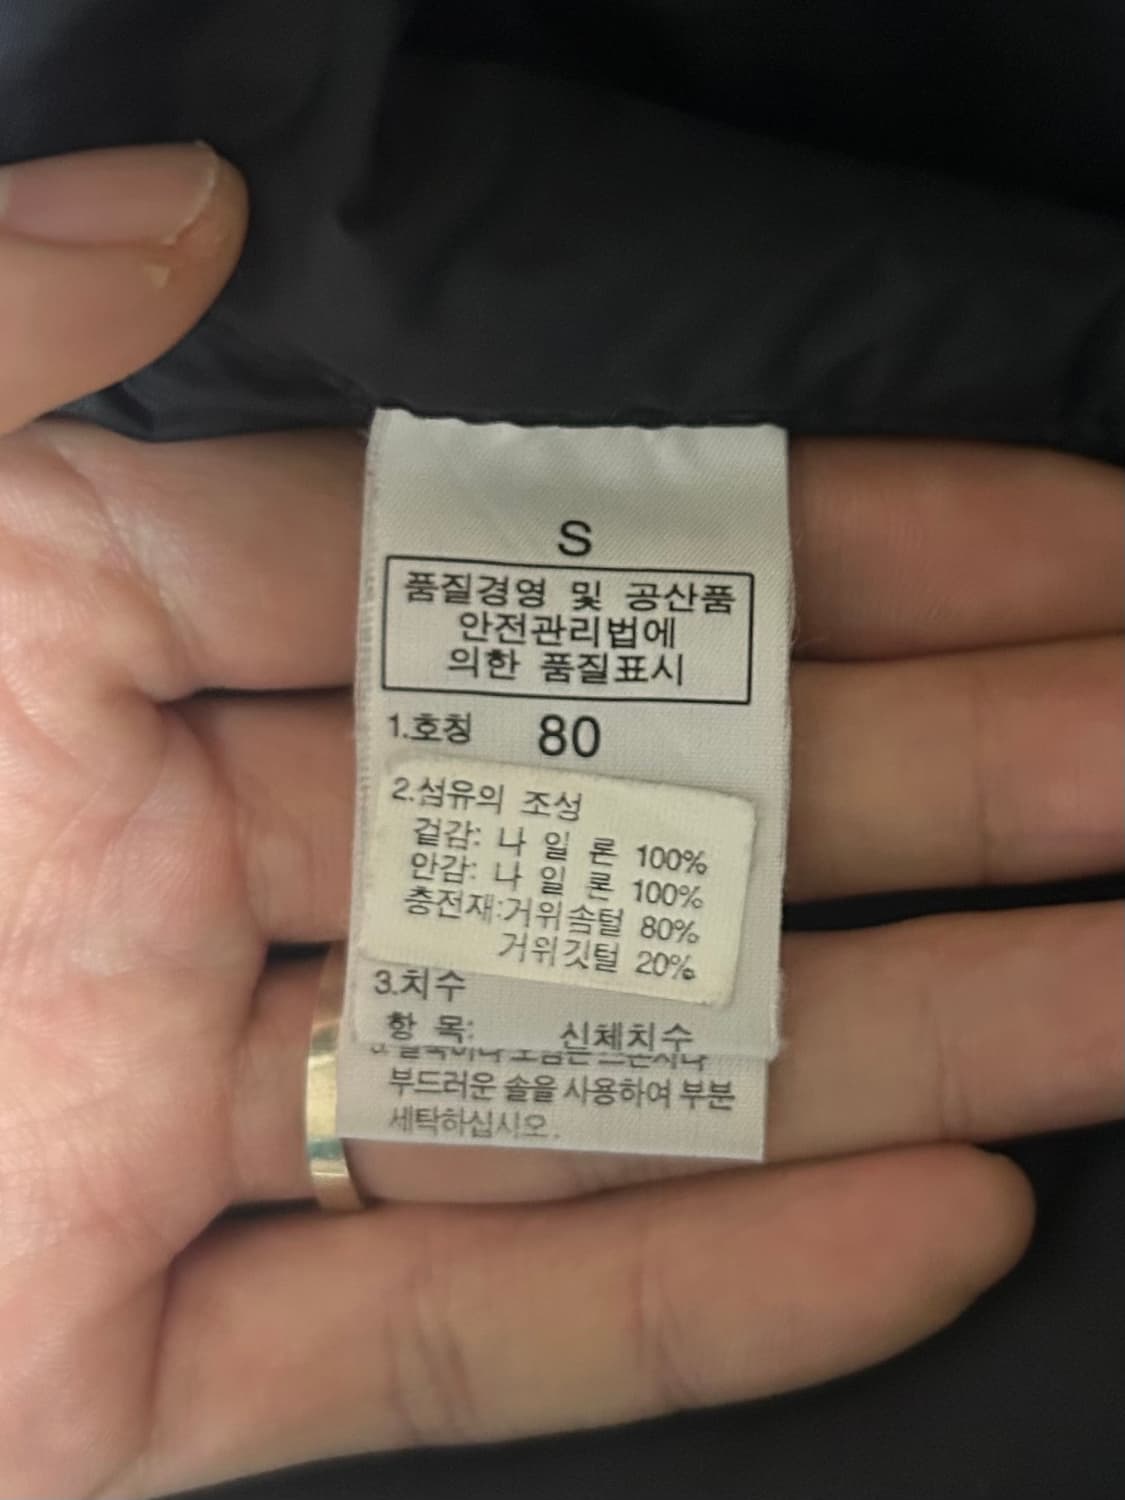 S
품질경영 및 공산품
안전관리법에
의한 품질표시
1.호칭 80
2.섬유의 조성
겉감: 나 일 론 100%
안감: 나 일 론 100%
충전재:거위솜털 80%
거위깃털 20%
3.치수
항 목: 신체치수
부드러운 솔을 사용하여 부분
세탁하십시오.